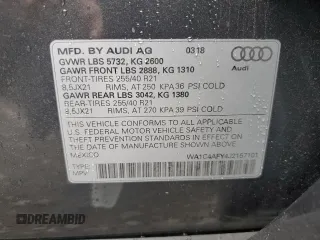 MFD. BY AUDI AG 0318
GVWR LBS 5732, KG 2600
GAWR FRONT LBS 2888, KG 1310
FRONT-TIRES 255/40 R21
8,5JX21 RIMS, AT 250 KPA 36 PSI COLD
GAWR REAR LBS 3042, KG 1380
REAR-TIRES 255/40 R21
8,5JX21 RIMS, AT 270 KPA 39 PSI COLD
Audi
THIS VEHICLE CONFORMS TO ALL APPLICABLE
U.S. FEDERAL MOTOR VEHICLE SAFETY AND
THEFT PREVENTION STANDARDS IN EFFECT ON
THE DATE OF MANUFACTURE SHOWN ABOVE.
MEXICO
TYPE:
MPV
DREAMBID